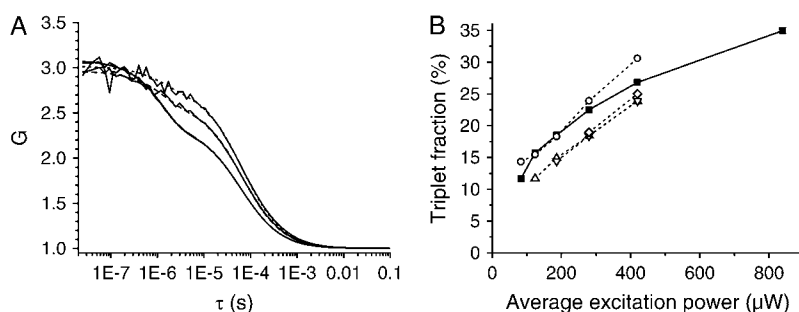 A
3.5
3.0
2.5
2.0
1.5
1.0
G
1E-7 1E-6 1E-5 1E-4 1E-3 0.01 0.1
τ (s)
B
35
30
25
20
15
10
5
0
Triplet fraction (%)
0 200 400 600 800
Average excitation power (μW)